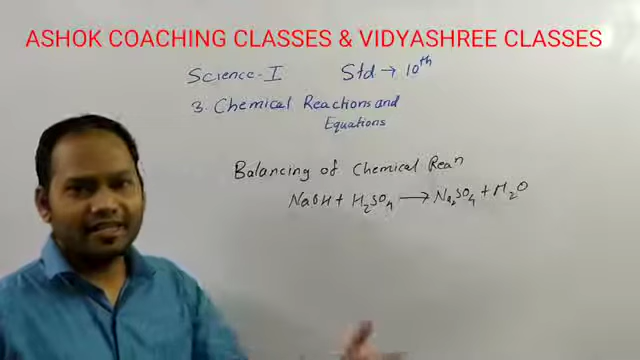 ASHOK COACHING CLASSES & VIDYASHREE CLASSES
Science-I Std → 10th
3. Chemical Reactions and
Equations
Balancing of Chemical Rean
NaOH + H₂SO₄ → Na₂SO₄ + H₂O